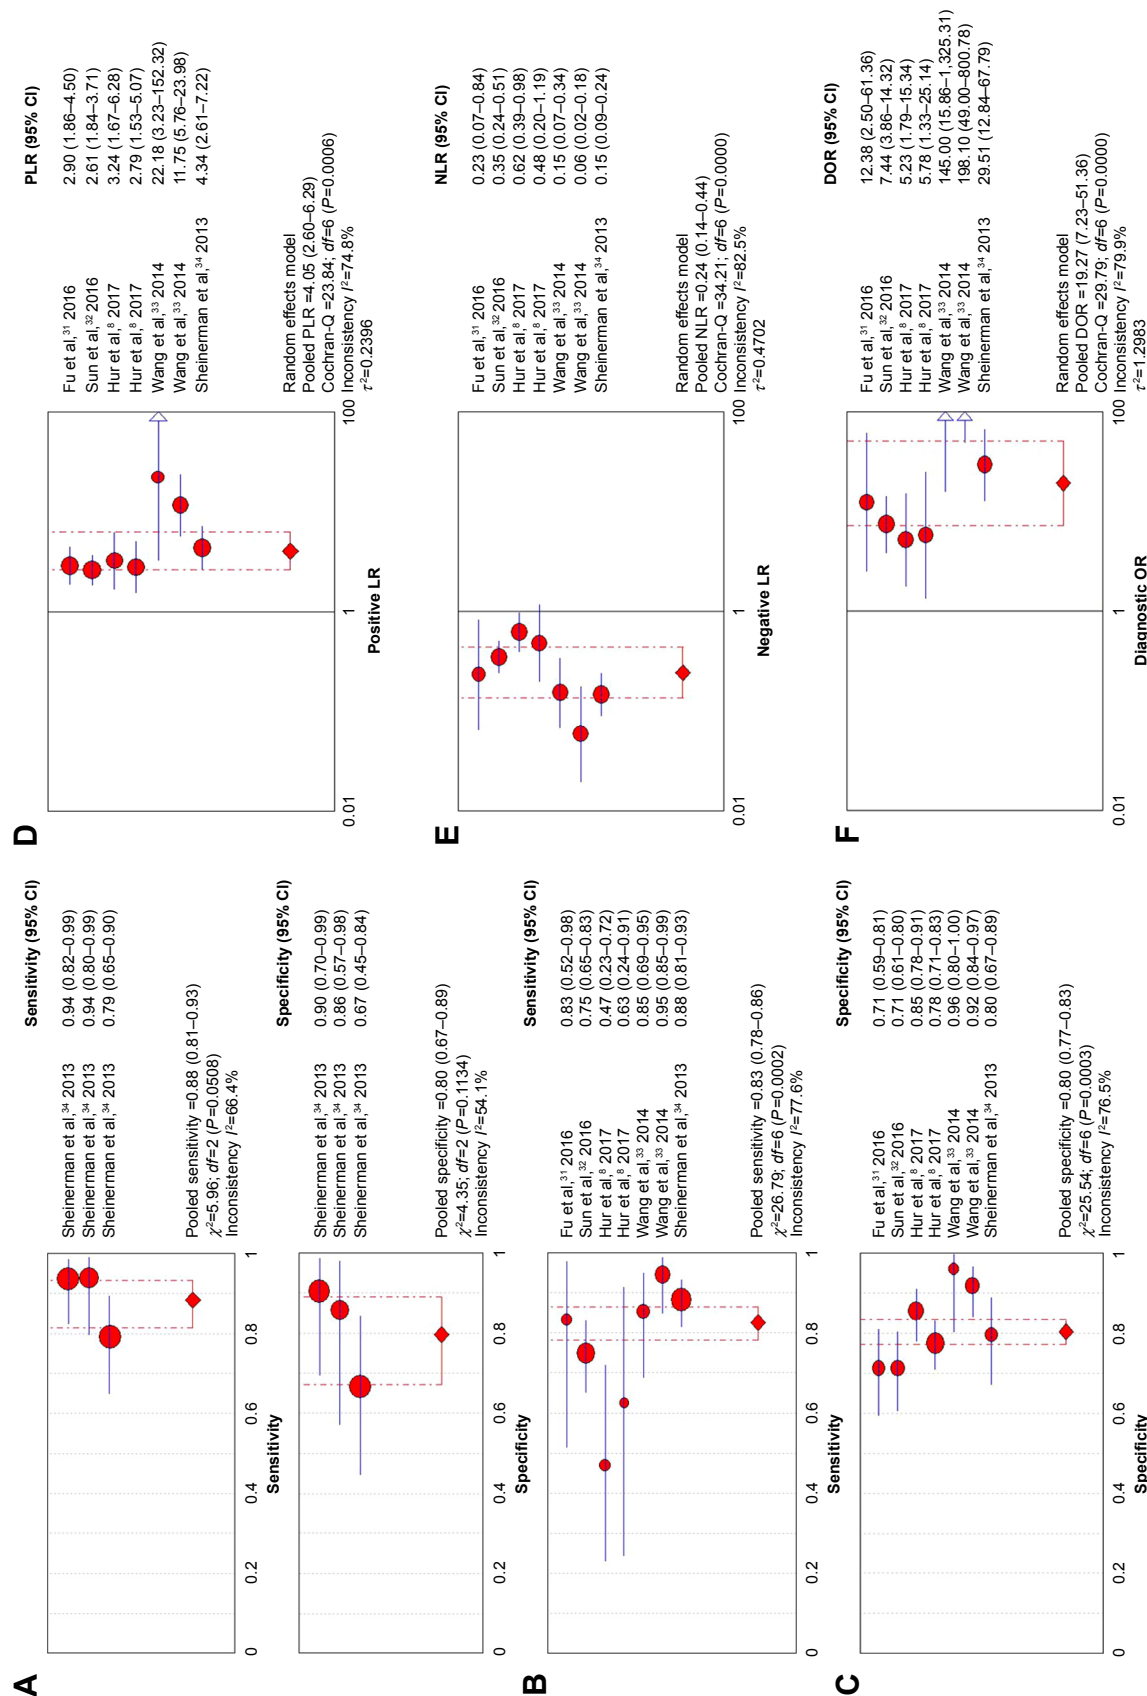 A
Sensitivity (95% CI)
Sheinerman et al,³⁴ 2013 0.94 (0.82–0.99)
Sheinerman et al,³⁴ 2013 0.94 (0.80–0.99)
Sheinerman et al,³⁴ 2013 0.79 (0.65–0.90)
Pooled sensitivity =0.88 (0.81–0.93)
χ²=5.96; df=2 (P=0.0508)
Inconsistency I²=66.4%
0 0.2 0.4 0.6 0.8 1
Sensitivity
Specificity (95% CI)
Sheinerman et al,³⁴ 2013 0.90 (0.70–0.99)
Sheinerman et al,³⁴ 2013 0.86 (0.57–0.98)
Sheinerman et al,³⁴ 2013 0.67 (0.45–0.84)
Pooled specificity =0.80 (0.67–0.89)
χ²=4.35; df=2 (P=0.1134)
Inconsistency I²=54.1%
0 0.2 0.4 0.6 0.8 1
Specificity
B
Sensitivity (95% CI)
Fu et al,³¹ 2016 0.83 (0.52–0.98)
Sun et al,³² 2016 0.75 (0.65–0.83)
Hur et al,⁸ 2017 0.47 (0.23–0.72)
Hur et al,⁸ 2017 0.63 (0.24–0.91)
Wang et al,³³ 2014 0.85 (0.69–0.95)
Wang et al,³³ 2014 0.95 (0.85–0.99)
Sheinerman et al,³⁴ 2013 0.88 (0.81–0.93)
Pooled sensitivity =0.83 (0.78–0.86)
χ²=26.79; df=6 (P=0.0002)
Inconsistency I²=77.6%
0 0.2 0.4 0.6 0.8 1
Sensitivity
C
Specificity (95% CI)
Fu et al,³¹ 2016 0.71 (0.59–0.81)
Sun et al,³² 2016 0.71 (0.61–0.80)
Hur et al,⁸ 2017 0.85 (0.78–0.91)
Hur et al,⁸ 2017 0.78 (0.71–0.83)
Wang et al,³³ 2014 0.96 (0.80–1.00)
Wang et al,³³ 2014 0.92 (0.84–0.97)
Sheinerman et al,³⁴ 2013 0.80 (0.67–0.89)
Pooled specificity =0.80 (0.77–0.83)
χ²=25.54; df=6 (P=0.0003)
Inconsistency I²=76.5%
0 0.2 0.4 0.6 0.8 1
Specificity
D
PLR (95% CI)
Fu et al,³¹ 2016 2.90 (1.86–4.50)
Sun et al,³² 2016 2.61 (1.84–3.71)
Hur et al,⁸ 2017 3.24 (1.67–6.28)
Hur et al,⁸ 2017 2.79 (1.53–5.07)
Wang et al,³³ 2014 22.18 (3.23–152.32)
Wang et al,³³ 2014 11.75 (5.76–23.98)
Sheinerman et al,³⁴ 2013 4.34 (2.61–7.22)
Random effects model
Pooled PLR =4.05 (2.60–6.29)
Cochran-Q =23.84; df=6 (P=0.0006)
Inconsistency I²=74.8%
τ²=0.2396
0.01 1 100
Positive LR
E
NLR (95% CI)
Fu et al,³¹ 2016 0.23 (0.07–0.84)
Sun et al,³² 2016 0.35 (0.24–0.51)
Hur et al,⁸ 2017 0.62 (0.39–0.98)
Hur et al,⁸ 2017 0.48 (0.20–1.19)
Wang et al,³³ 2014 0.15 (0.07–0.34)
Wang et al,³³ 2014 0.06 (0.02–0.18)
Sheinerman et al,³⁴ 2013 0.15 (0.09–0.24)
Random effects model
Pooled NLR =0.24 (0.14–0.44)
Cochran-Q =34.21; df=6 (P=0.0000)
Inconsistency I²=82.5%
τ²=0.4702
0.01 1 100
Negative LR
F
DOR (95% CI)
Fu et al,³¹ 2016 12.38 (2.50–61.36)
Sun et al,³² 2016 7.44 (3.86–14.32)
Hur et al,⁸ 2017 5.23 (1.79–15.34)
Hur et al,⁸ 2017 5.78 (1.33–25.14)
Wang et al,³³ 2014 145.00 (15.86–1,325.31)
Wang et al,³³ 2014 198.10 (49.00–800.78)
Sheinerman et al,³⁴ 2013 29.51 (12.84–67.79)
Random effects model
Pooled DOR =19.27 (7.23–51.36)
Cochran-Q =29.79; df=6 (P=0.0000)
Inconsistency I²=79.9%
τ²=1.2983
0.01 1 100
Diagnostic OR